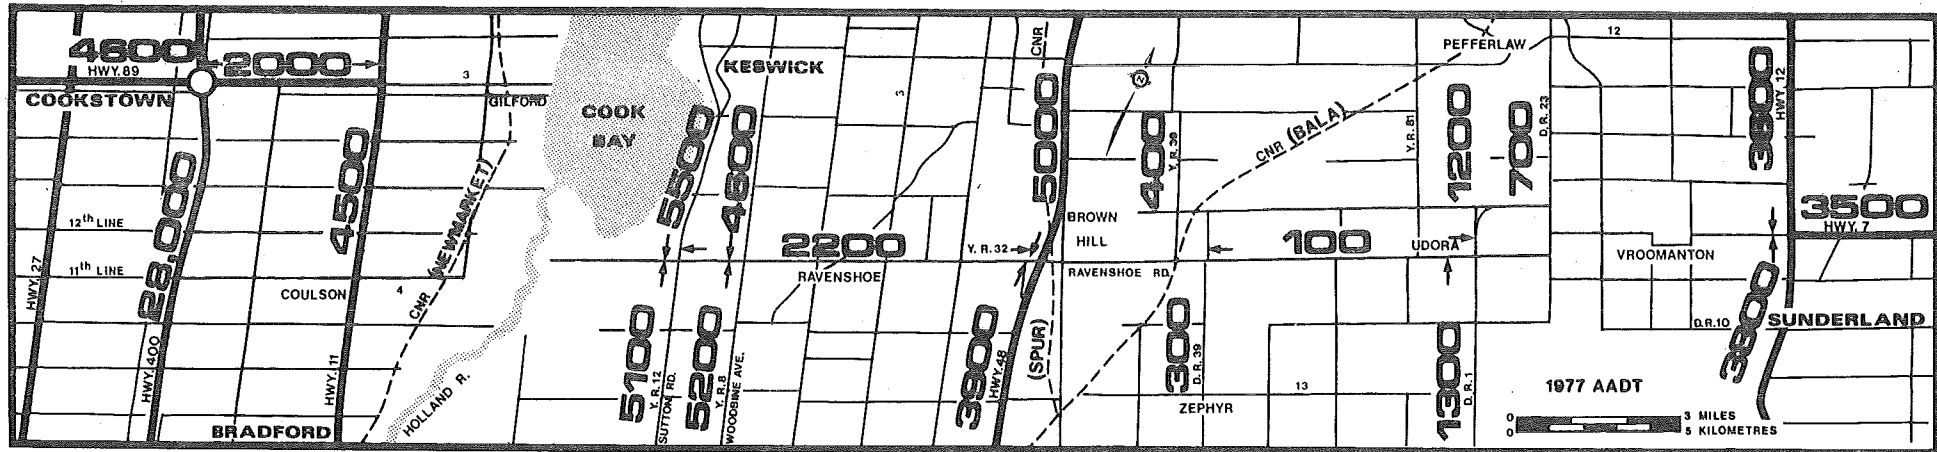 4600
HWY. 89
2000
COOKSTOWN
3
GILFORD
COOK
BAY
KESWICK
3
CNR
N
PEFFERLAW
12
28,000
4500
CNR (NEWMARKET)
5500
4600
5000
400
Y.R. 39
CNR (BALA)
Y.R. 81
1200
700
D.R. 23
3900
HWY. 12
3500
HWY. 7
12th LINE
11th LINE
HWY. 27
COULSON
4
2200
RAVENSHOE
Y.R. 32
BROWN
HILL
RAVENSHOE RD.
100
UDORA
VROOMANTON
HWY. 400
HWY. 11
BRADFORD
HOLLAND R.
5100
Y.R. 12
SUTTON RD.
5200
Y.R. 8
WOODBINE AVE.
3900
HWY. 48
(SPUR)
300
D.R. 39
ZEPHYR
13
1300
D.R. 1
D.R. 10
3800
SUNDERLAND
1977 AADT
0 3 MILES
0 5 KILOMETRES